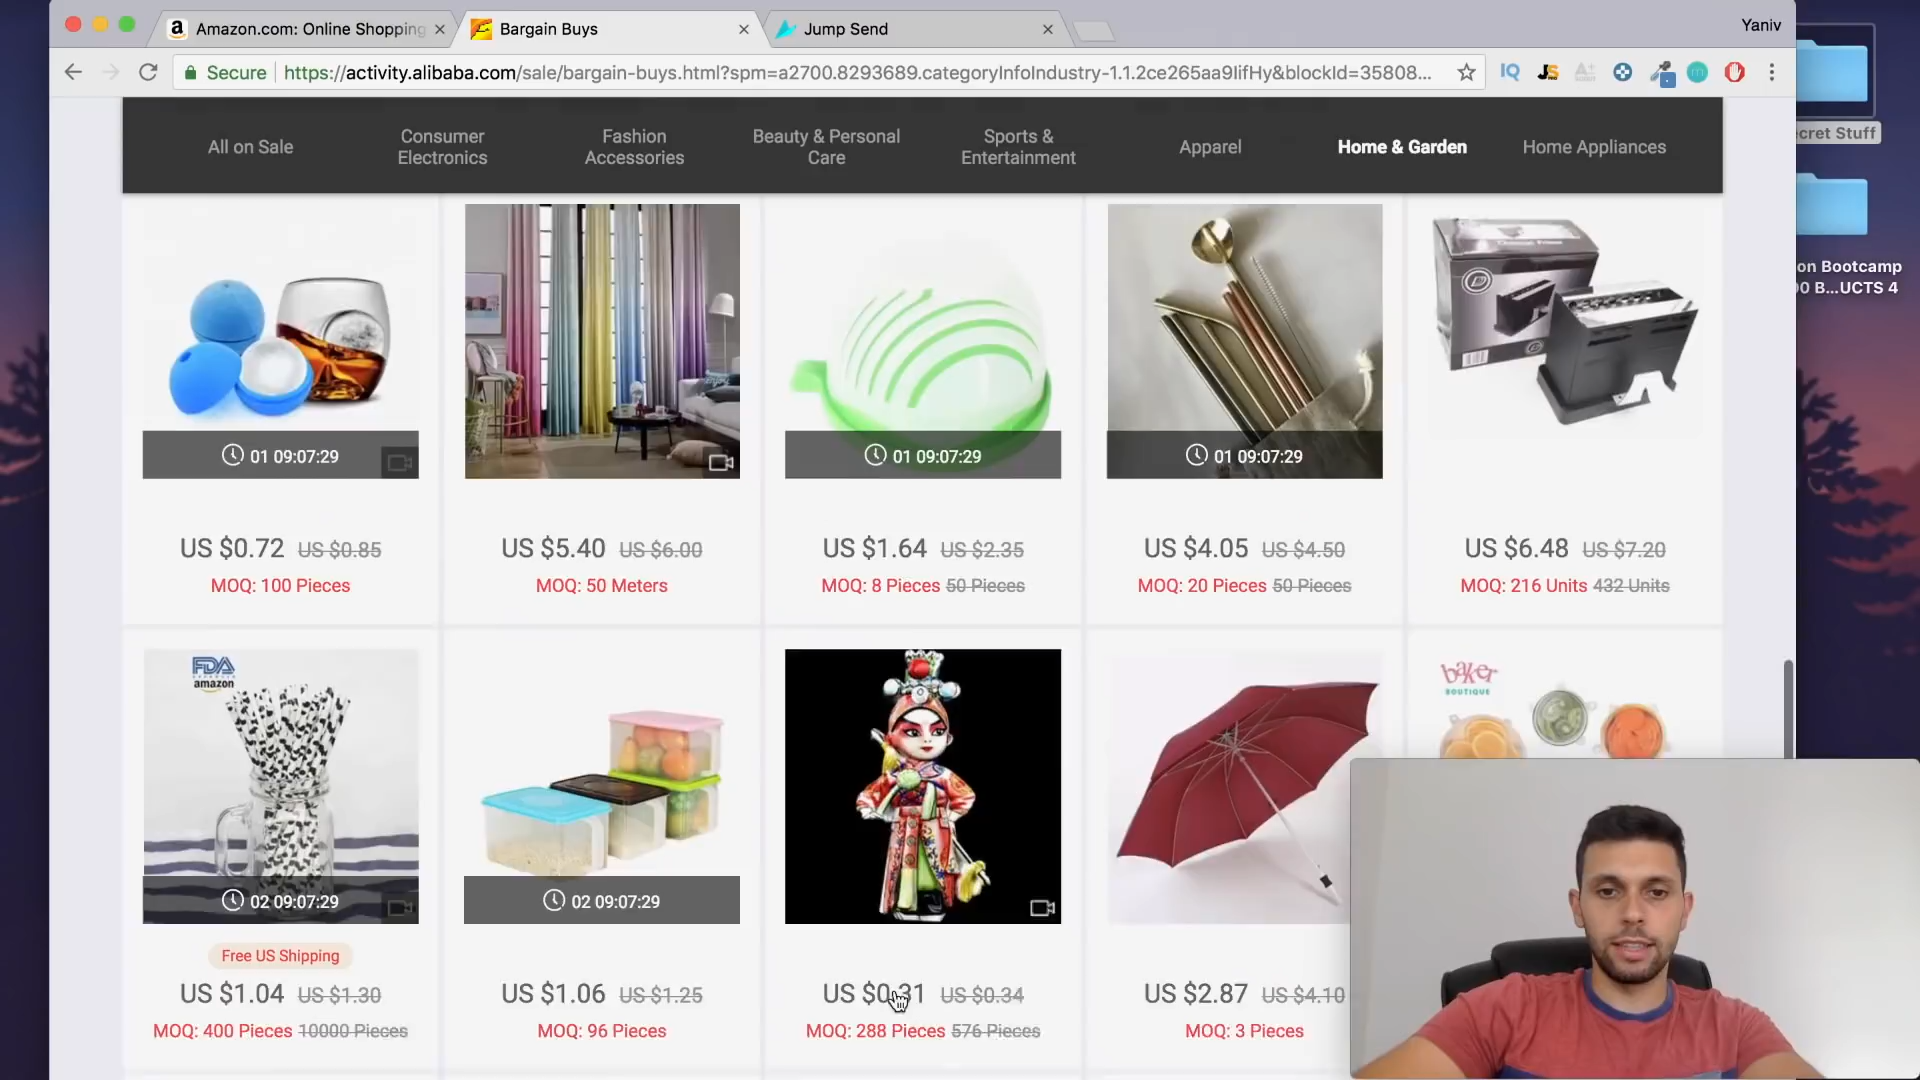 Amazon.com: Online Shopping
Bargain Buys
Jump Send
Yaniv
Secure
https://activity.alibaba.com/sale/bargain-buys.html?spm=a2700.8293689.categoryInfoIndustry-1.1.2ce265aa9IifHy&blockId=35808...
All on Sale
Consumer
Electronics
Fashion
Accessories
Beauty & Personal
Care
Sports &
Entertainment
Apparel
Home & Garden
Home Appliances
ecret Stuff
on Bootcamp
00 B...UCTS 4
01 09:07:29
01 09:07:29
01 09:07:29
US $0.72 US $0.85
MOQ: 100 Pieces
US $5.40 US $6.00
MOQ: 50 Meters
US $1.64 US $2.35
MOQ: 8 Pieces 50 Pieces
US $4.05 US $4.50
MOQ: 20 Pieces 50 Pieces
US $6.48 US $7.20
MOQ: 216 Units 432 Units
FDA
amazon
baker
BOUTIQUE
02 09:07:29
02 09:07:29
Free US Shipping
US $1.04 US $1.30
MOQ: 400 Pieces 10000 Pieces
US $1.06 US $1.25
MOQ: 96 Pieces
US $0.31 US $0.34
MOQ: 288 Pieces 576 Pieces
US $2.87 US $4.10
MOQ: 3 Pieces